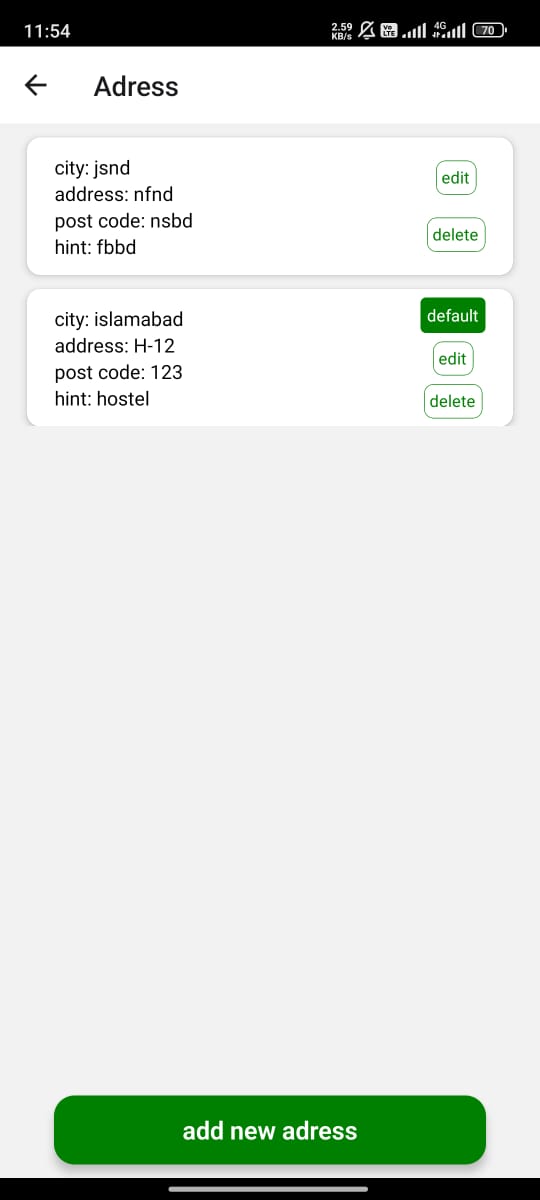 11:54
2.59
KB/s
Vo
LTE
4G
70
Adress
city: jsnd
address: nfnd
post code: nsbd
hint: fbbd
edit
delete
city: islamabad
address: H-12
post code: 123
hint: hostel
default
edit
delete
add new adress